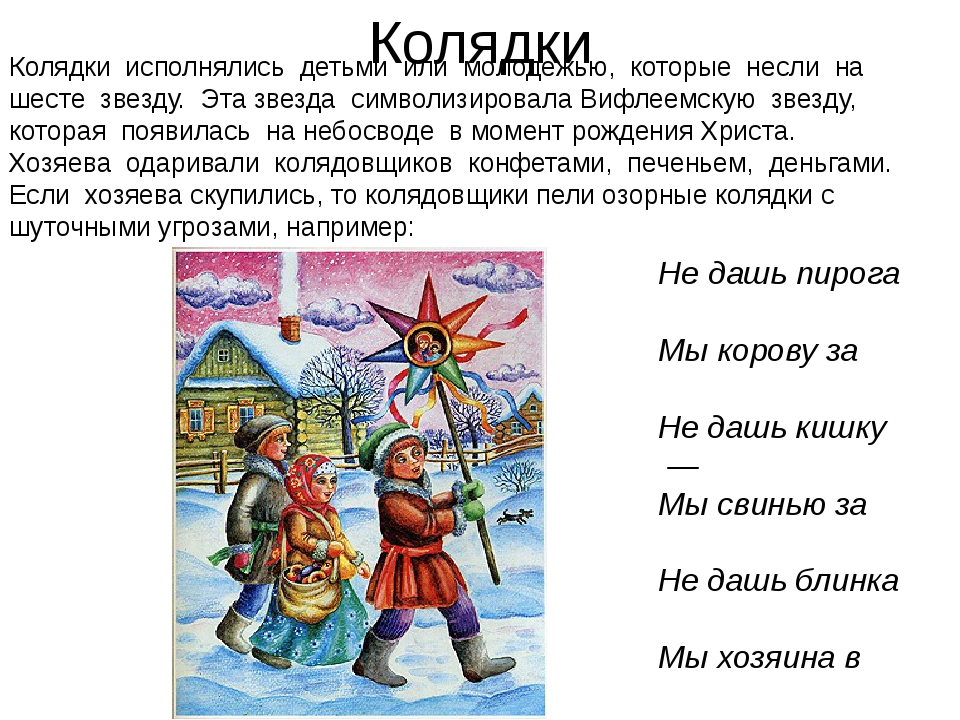 Колядки
Колядки исполнялись детьми или молодежью, которые несли на
шесте звезду. Эта звезда символизировала Вифлеемскую звезду,
которая появилась на небосводе в момент рождения Христа.
Хозяева одаривали колядовщиков конфетами, печеньем, деньгами.
Если хозяева скупились, то колядовщики пели озорные колядки с
шуточными угрозами, например:
Не дашь пирога
Мы корову за
Не дашь кишку
—
Мы свинью за
Не дашь блинка
Мы хозяина в